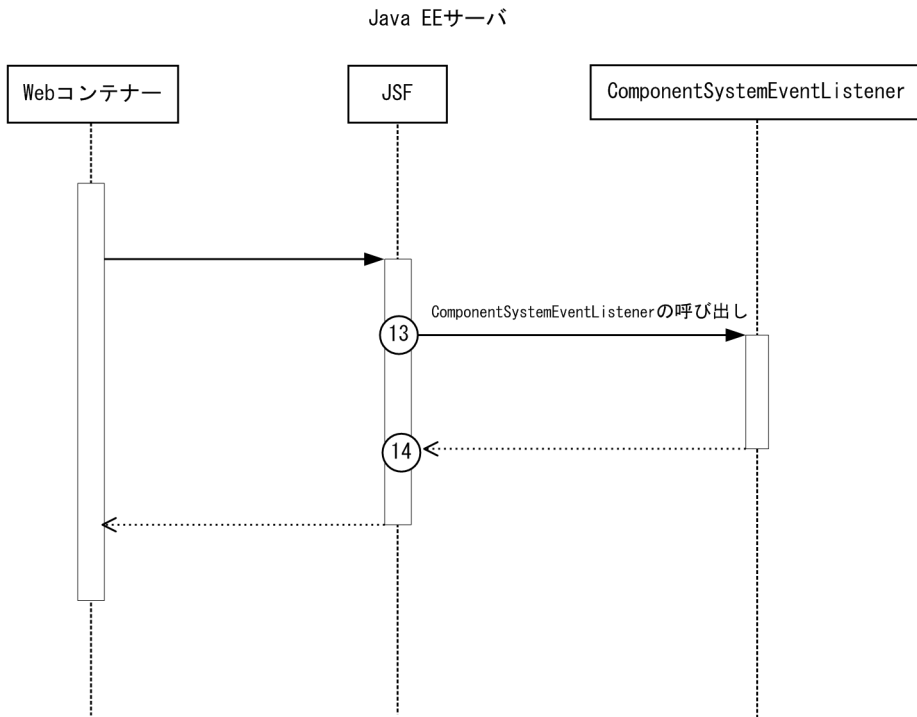 Java EEサーバ
Webコンテナー
JSF
ComponentSystemEventListener
ComponentSystemEventListenerの呼び出し
13
14